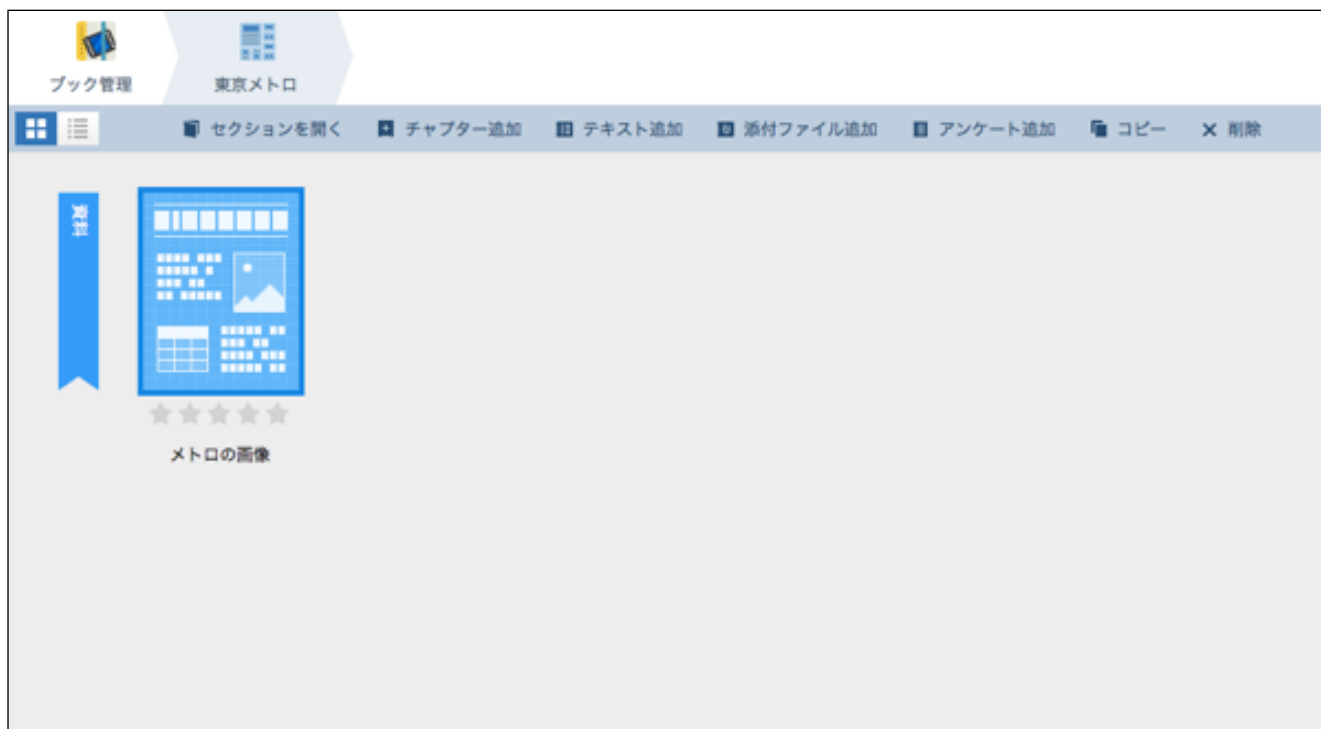 ブック管理
東京メトロ
セクションを開く チャプター追加 テキスト追加 添付ファイル追加 アンケート追加 コピー 削除
資料
メトロの画像